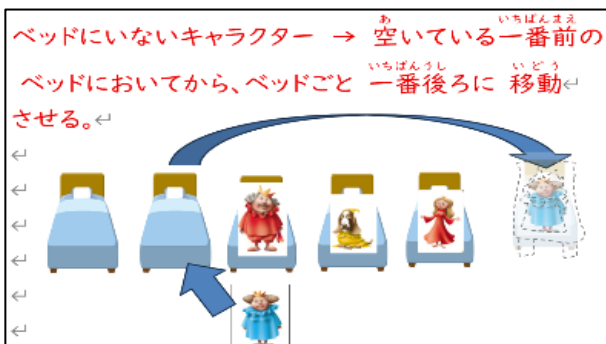 ベッドにいないキャラクター → 空いている一番前の
ベッドにおいてから、ベッドごと 一番後ろに 移動
させる。